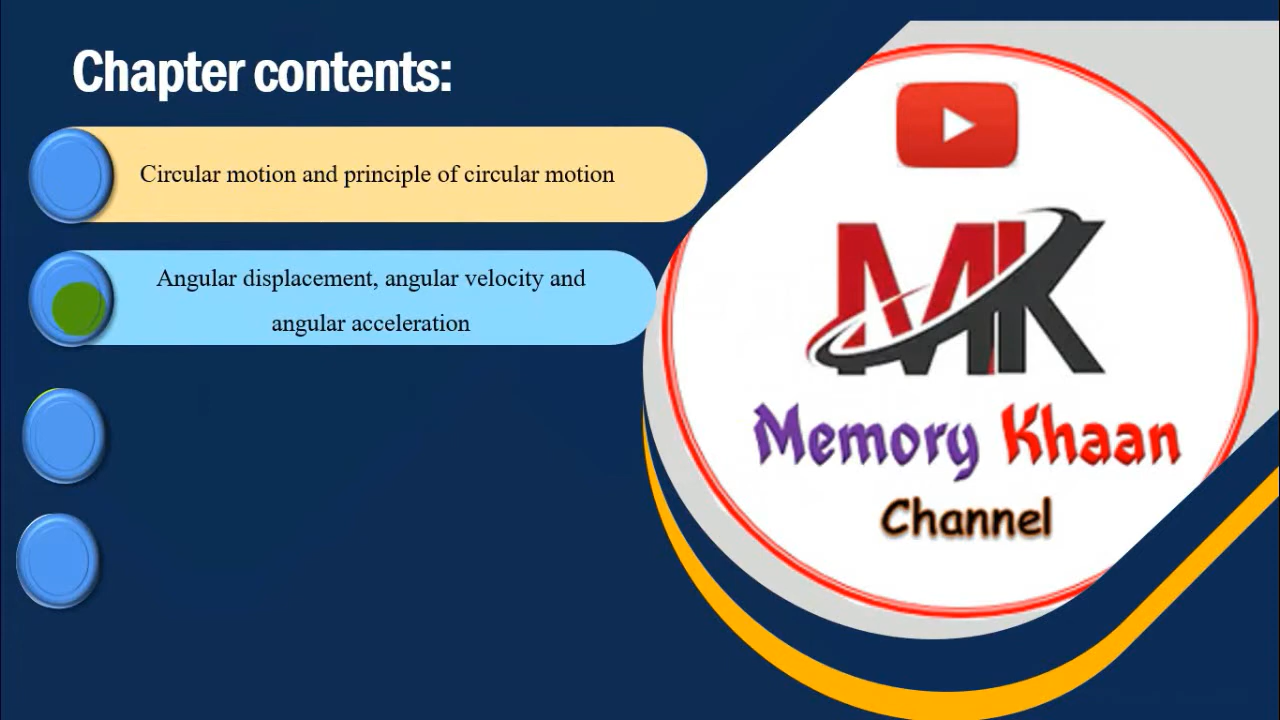 Chapter contents:
Circular motion and principle of circular motion
Angular displacement, angular velocity and
angular acceleration
MK
Memory Khaan
Channel